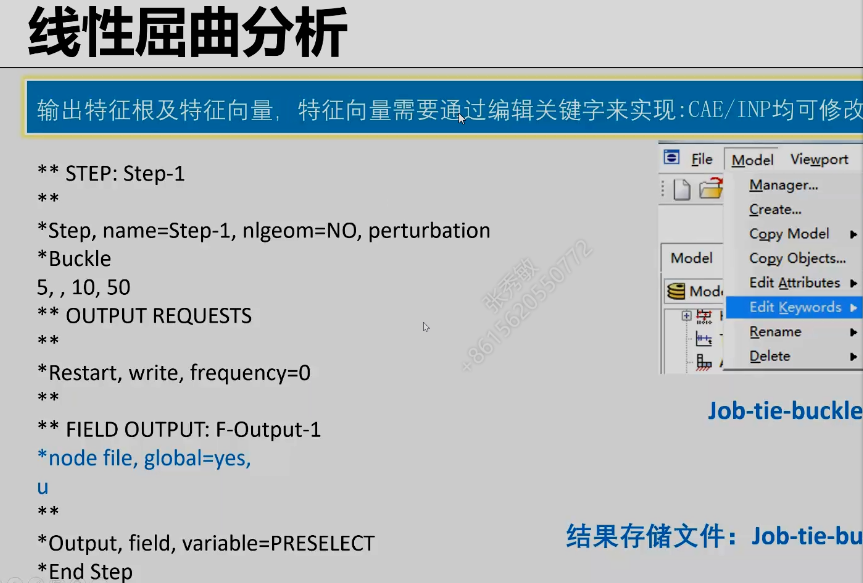 线性屈曲分析
输出特征根及特征向量，特征向量需要通过编辑关键字来实现:CAE/INP均可修改
** STEP: Step-1
**
*Step, name=Step-1, nlgeom=NO, perturbation
*Buckle
5, , 10, 50
** OUTPUT REQUESTS
**
*Restart, write, frequency=0
**
** FIELD OUTPUT: F-Output-1
*node file, global=yes,
u
**
*Output, field, variable=PRESELECT
*End Step
File Model Viewport
Manager...
Create...
Copy Model
Copy Objects...
Edit Attributes
Edit Keywords
Rename
Delete
Model
Mod
Job-tie-buckle
结果存储文件：Job-tie-bu
张秀敏
+8615620550772